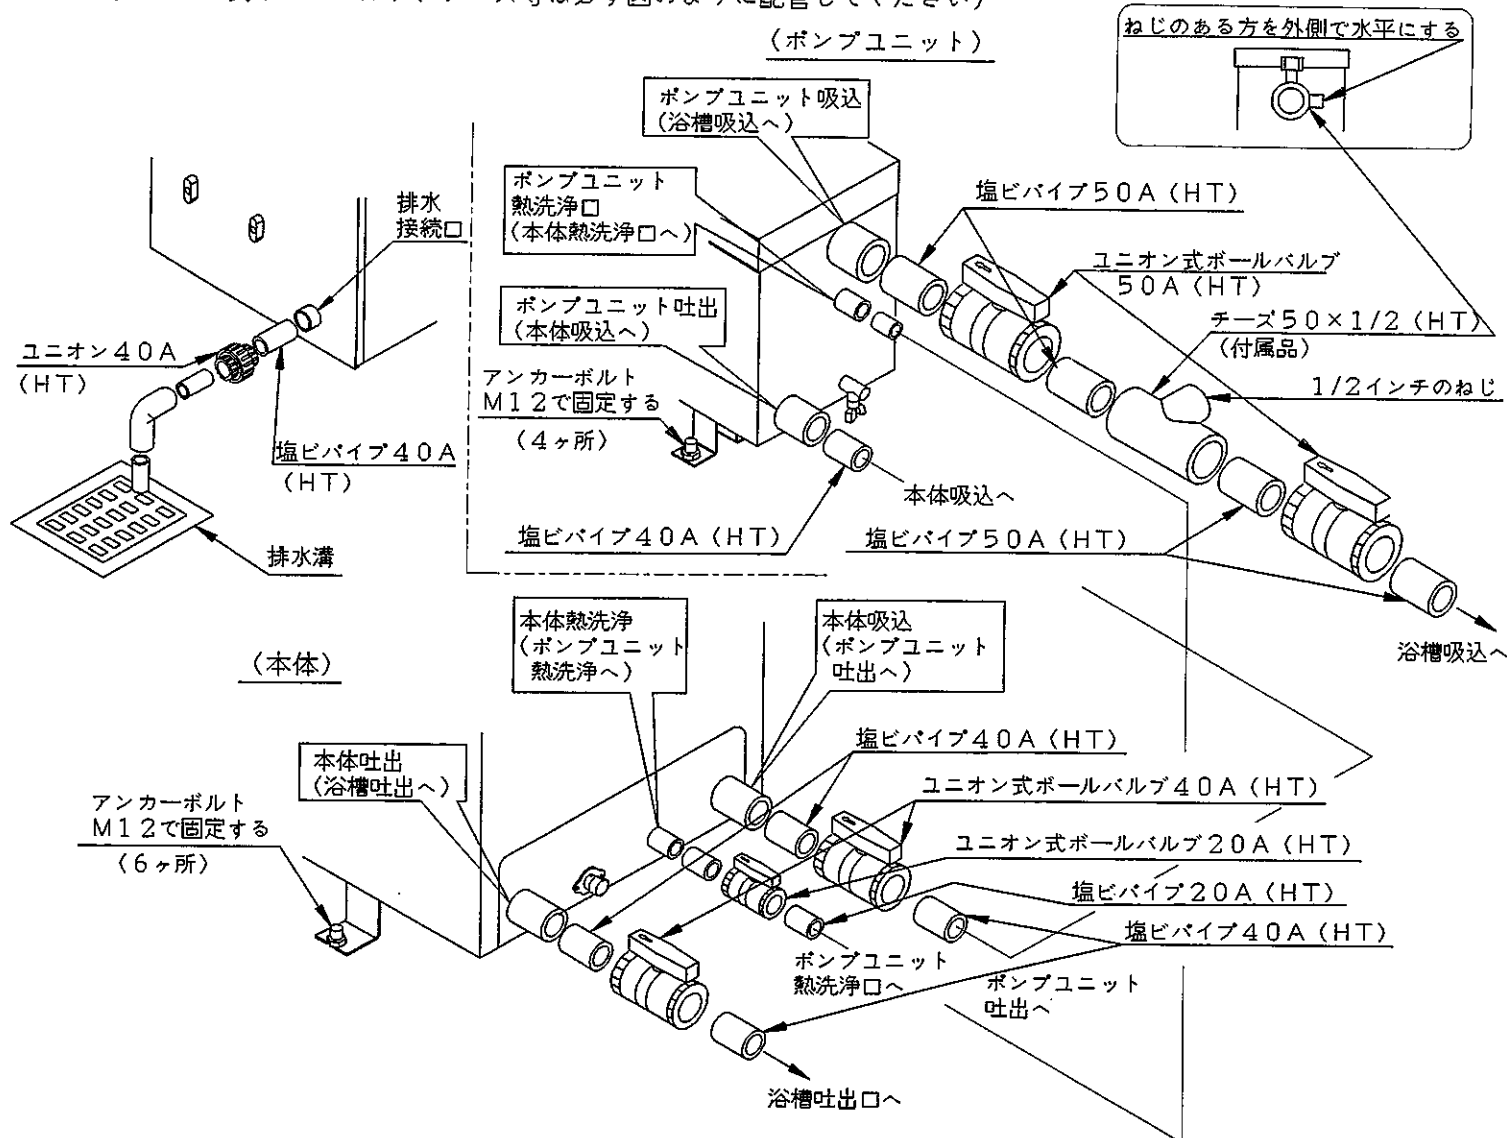 は必ず図のように配管してください)
(ポンプユニット)
ねじのある方を外側で水平にする
ポンプユニット吸込
(浴槽吸込へ)
ポンプユニット
熱洗浄口
(本体熱洗浄口へ)
塩ビパイプ50A(HT)
排水
接続口
ユニオン式ボールバルブ
50A(HT)
ポンプユニット吐出
(本体吸込へ)
チーズ50×1/2(HT)
(付属品)
ユニオン40A
(HT)
アンカーボルト
M12で固定する
(4ヶ所)
1/2インチのねじ
塩ビパイプ40A
(HT)
本体吸込へ
塩ビパイプ40A(HT)
塩ビパイプ50A(HT)
排水溝
浴槽吸込へ
(本体)
本体熱洗浄
(ポンプユニット
熱洗浄へ)
本体吸込
(ポンプユニット
吐出へ)
本体吐出
(浴槽吐出へ)
塩ビパイプ40A(HT)
ユニオン式ボールバルブ40A(HT)
アンカーボルト
M12で固定する
(6ヶ所)
ユニオン式ボールバルブ20A(HT)
塩ビパイプ20A(HT)
塩ビパイプ40A(HT)
ポンプユニット
熱洗浄口へ
ポンプユニット
吐出へ
浴槽吐出口へ